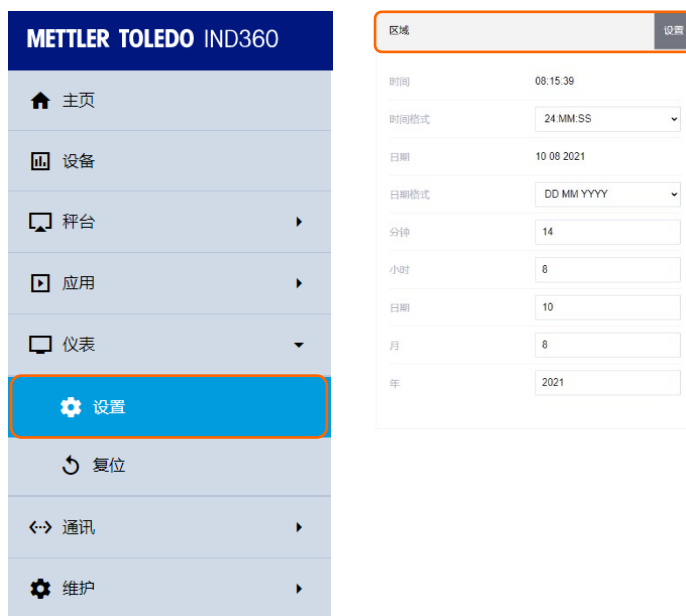 METTLER TOLEDO IND360
主页
设备
秤台
应用
仪表
设置
复位
通讯
维护
区域 设置
时间 08:15:39
时间格式 24:MM:SS
日期 10 08 2021
日期格式 DD MM YYYY
分钟 14
小时 8
日期 10
月 8
年 2021